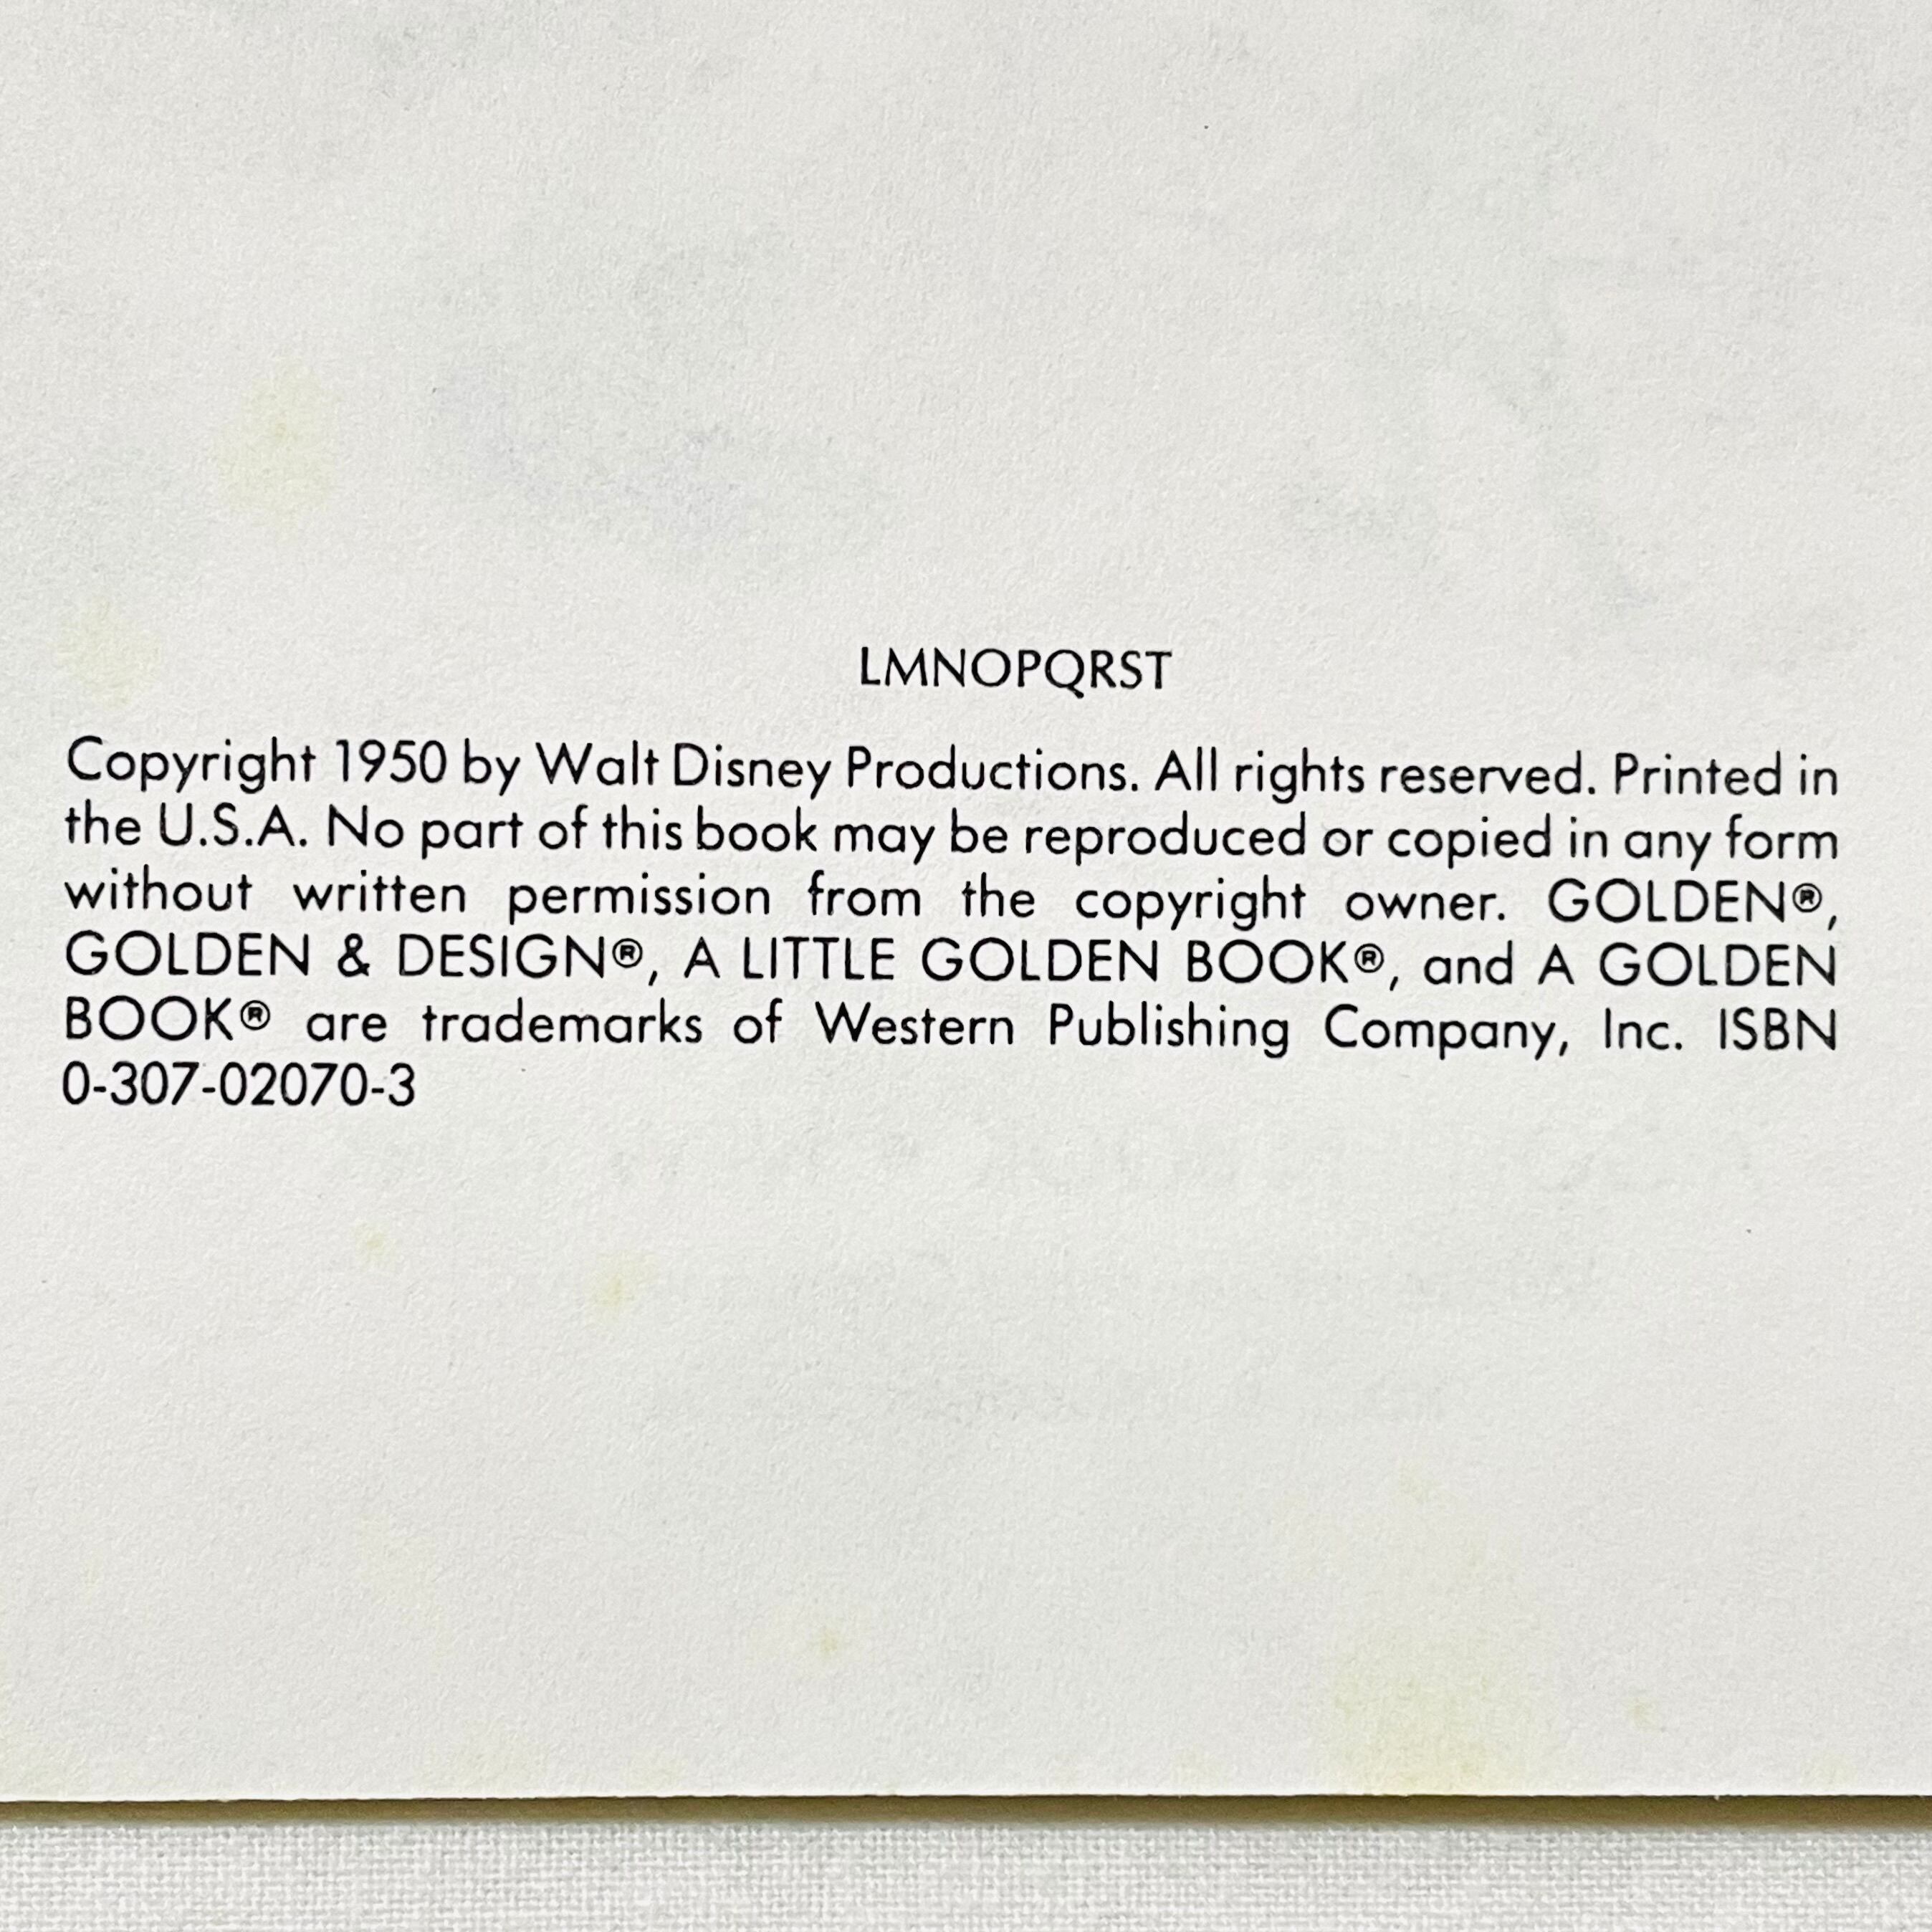 LMNOPQRST
Copyright 1950 by Walt Disney Productions. All rights reserved. Printed in
the U.S.A. No part of this book may be reproduced or copied in any form
without written permission from the copyright owner. GOLDEN®,
GOLDEN & DESIGN®, A LITTLE GOLDEN BOOK®, and A GOLDEN
BOOK® are trademarks of Western Publishing Company, Inc. ISBN
0-307-02070-3